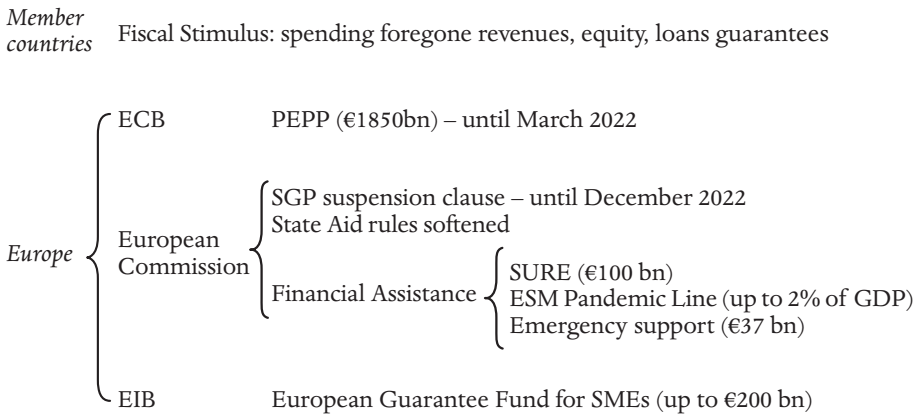 Member
countries Fiscal Stimulus: spending foregone revenues, equity, loans guarantees
ECB PEPP (€1850bn) – until March 2022
SGP suspension clause – until December 2022
State Aid rules softened
Europe
European
Commission
Financial Assistance
SURE (€100 bn)
ESM Pandemic Line (up to 2% of GDP)
Emergency support (€37 bn)
EIB European Guarantee Fund for SMEs (up to €200 bn)